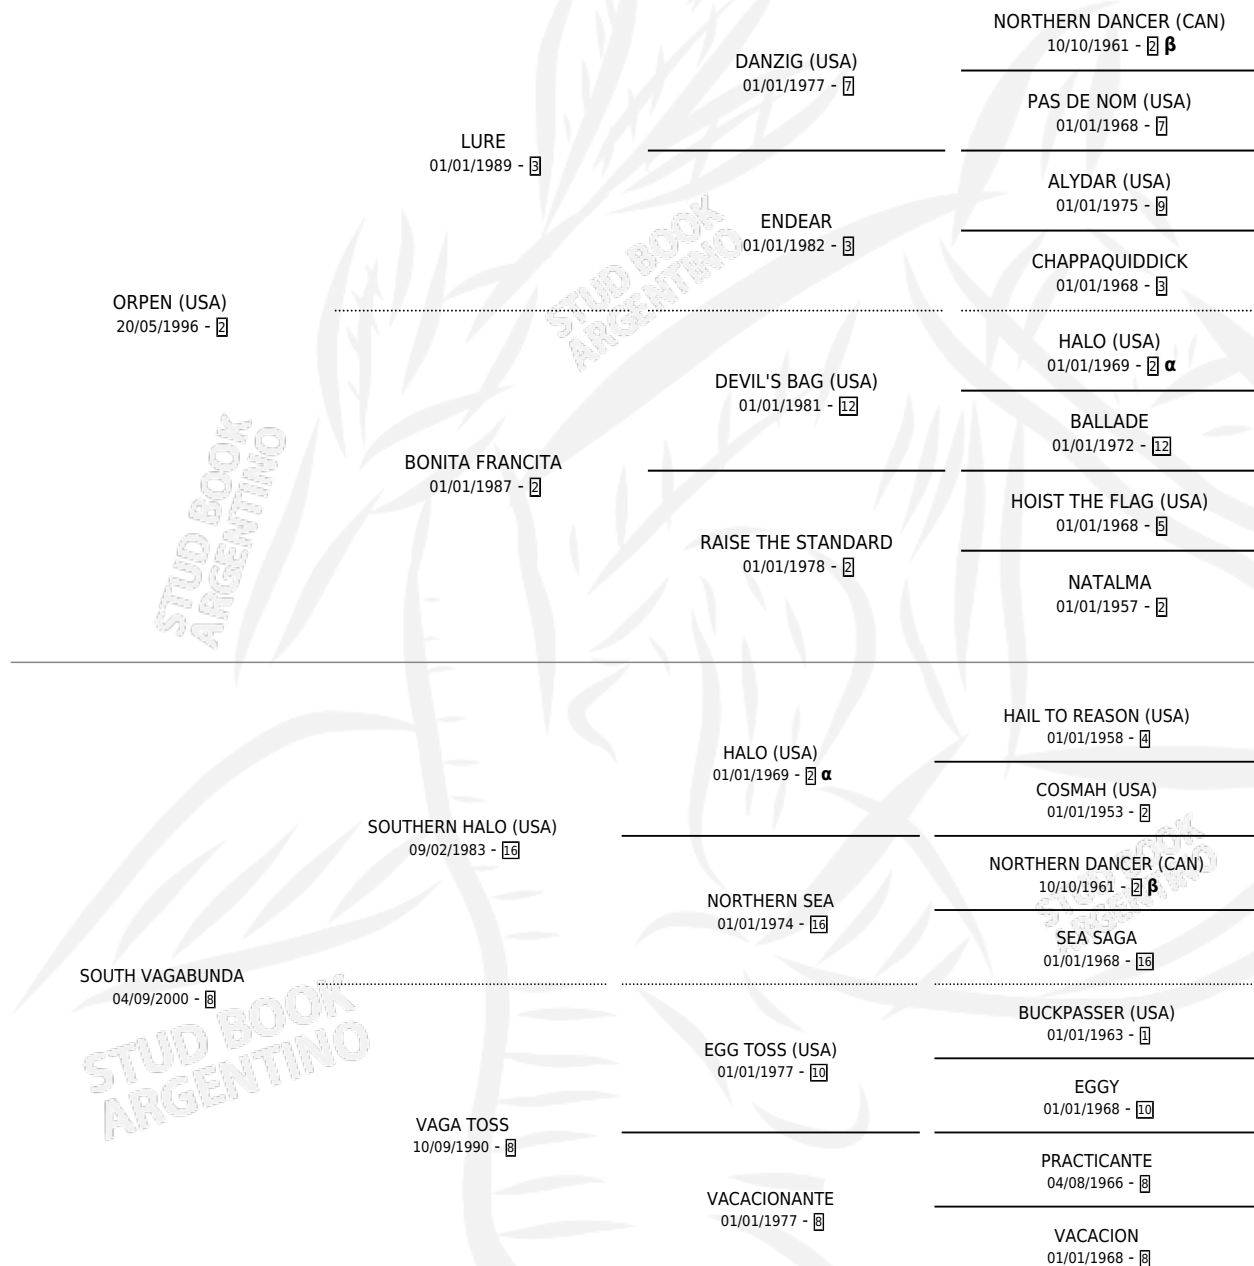 NORTHERN DANCER (CAN)
10/10/1961 - 2 β
DANZIG (USA)
01/01/1977 - 7
PAS DE NOM (USA)
01/01/1968 - 7
LURE
01/01/1989 - 3
ALYDAR (USA)
01/01/1975 - 9
ENDEAR
01/01/1982 - 3
CHAPPAQUIDDICK
01/01/1968 - 3
ORPEN (USA)
20/05/1996 - 2
HALO (USA)
01/01/1969 - 2 α
DEVIL'S BAG (USA)
01/01/1981 - 12
BALLADE
01/01/1972 - 12
BONITA FRANCITA
01/01/1987 - 2
HOIST THE FLAG (USA)
01/01/1968 - 5
RAISE THE STANDARD
01/01/1978 - 2
NATALMA
01/01/1957 - 2
HAIL TO REASON (USA)
01/01/1958 - 4
HALO (USA)
01/01/1969 - 2 α
COSMAH (USA)
01/01/1953 - 2
SOUTHERN HALO (USA)
09/02/1983 - 16
NORTHERN DANCER (CAN)
10/10/1961 - 2 β
NORTHERN SEA
01/01/1974 - 16
SEA SAGA
01/01/1968 - 16
SOUTH VAGABUNDA
04/09/2000 - 8
BUCKPASSER (USA)
01/01/1963 - 1
EGG TOSS (USA)
01/01/1977 - 10
EGGY
01/01/1968 - 10
VAGA TOSS
10/09/1990 - 8
PRACTICANTE
04/08/1966 - 8
VACACIONANTE
01/01/1977 - 8
VACACION
01/01/1968 - 8
STUD BOOK
ARGENTINO
STUD BOOK
ARGENTINO
STUD BOOK
ARGENTINO
STUD BOOK
ARGENTINO